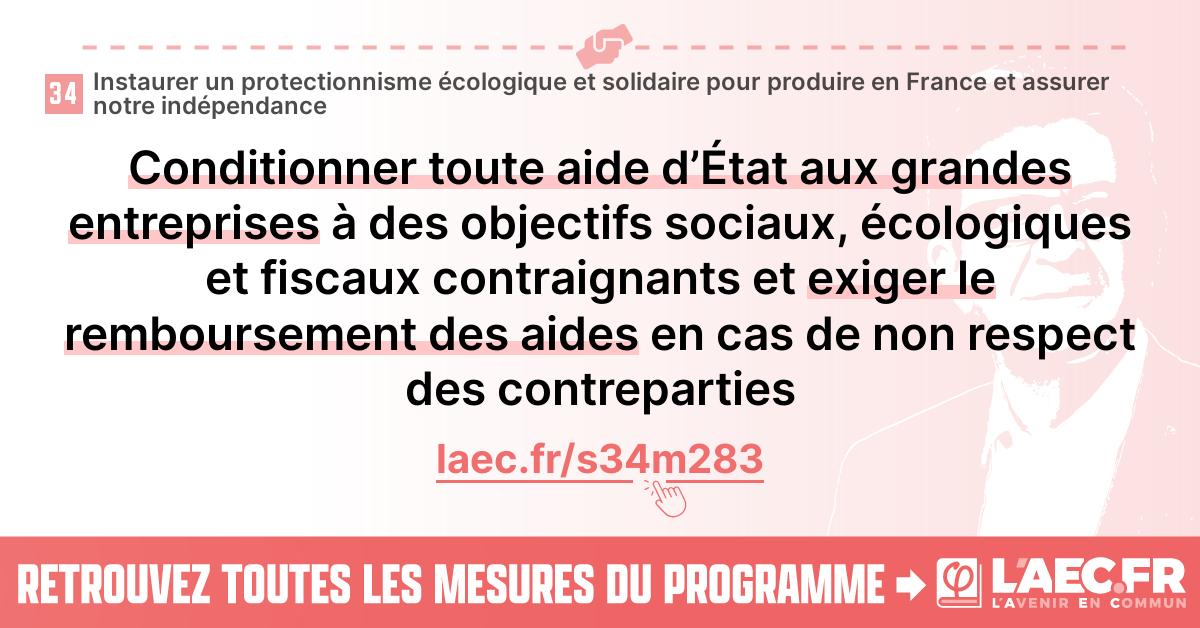 34
Instaurer un protectionnisme écologique et solidaire pour produire en France et assurer
notre indépendance
Conditionner toute aide d’État aux grandes
entreprises à des objectifs sociaux, écologiques
et fiscaux contraignants et exiger le
remboursement des aides en cas de non respect
des contreparties
laec.fr/s34m283
RETROUVEZ TOUTES LES MESURES DU PROGRAMME
φ
L'AEC.FR
L'AVENIR EN COMMUN